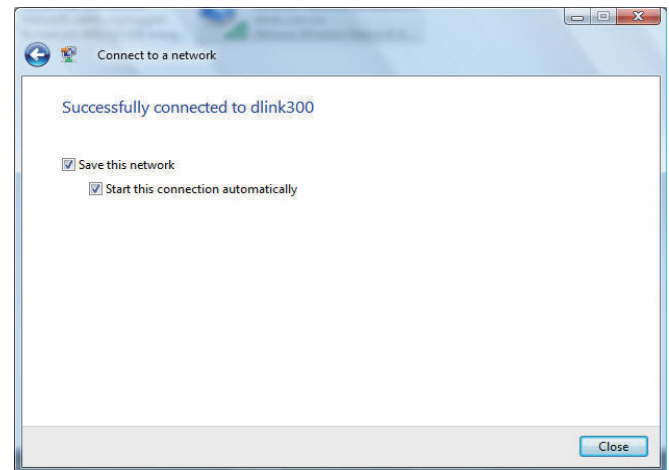 Connect to a network
Successfully connected to dlink300
Save this network
Start this connection automatically
Close